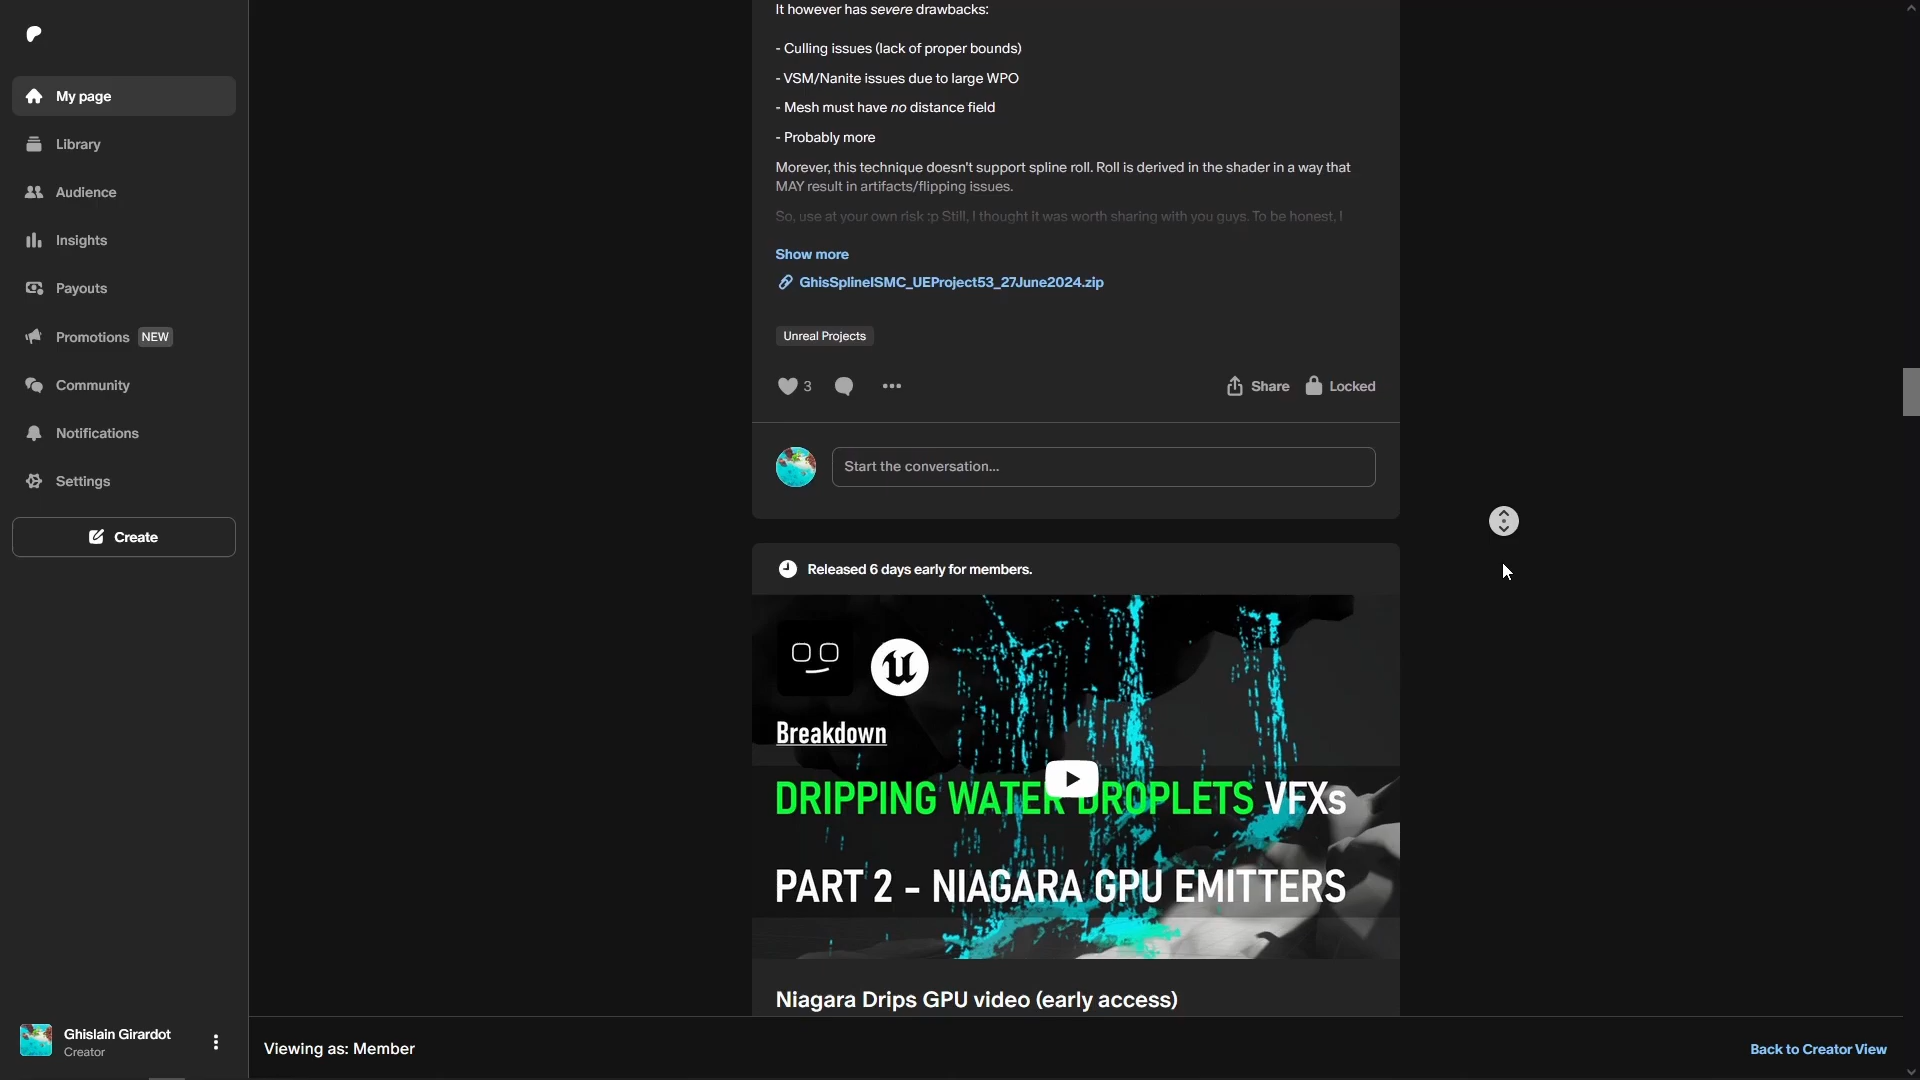 My page
Library
Audience
Insights
Payouts
Promotions NEW
Community
Notifications
Settings
Create
Ghislain Girardot
Creator
It however has severe drawbacks:
- Culling issues (lack of proper bounds)
- VSM/Nanite issues due to large WPO
- Mesh must have no distance field
- Probably more
Morever, this technique doesn't support spline roll. Roll is derived in the shader in a way that
MAY result in artifacts/flipping issues.
So, use at your own risk :p Still, I thought it was worth sharing with you guys. To be honest, I
Show more
GhisSplineISMC_UEProject53_27June2024.zip
Unreal Projects
3
Share
Locked
Start the conversation...
Released 6 days early for members.
Breakdown
DRIPPING WATER DROPLETS VFXs
PART 2 - NIAGARA GPU EMITTERS
Niagara Drips GPU video (early access)
Viewing as: Member
Back to Creator View